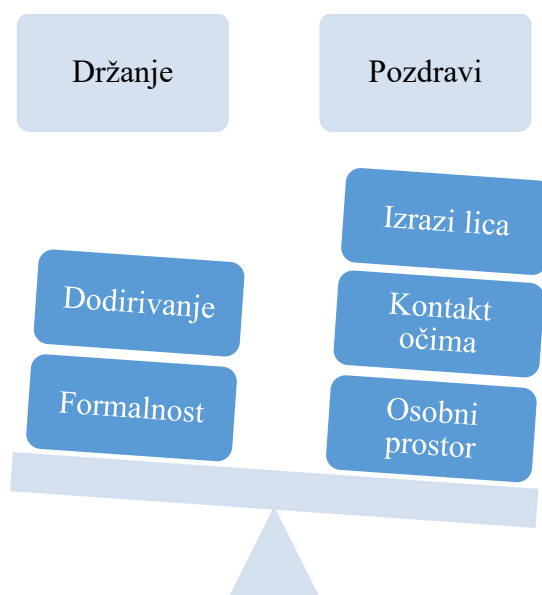 Držanje
Pozdravi
Izrazi lica
Dodirivanje
Kontakt
očima
Formalnost
Osobni
prostor